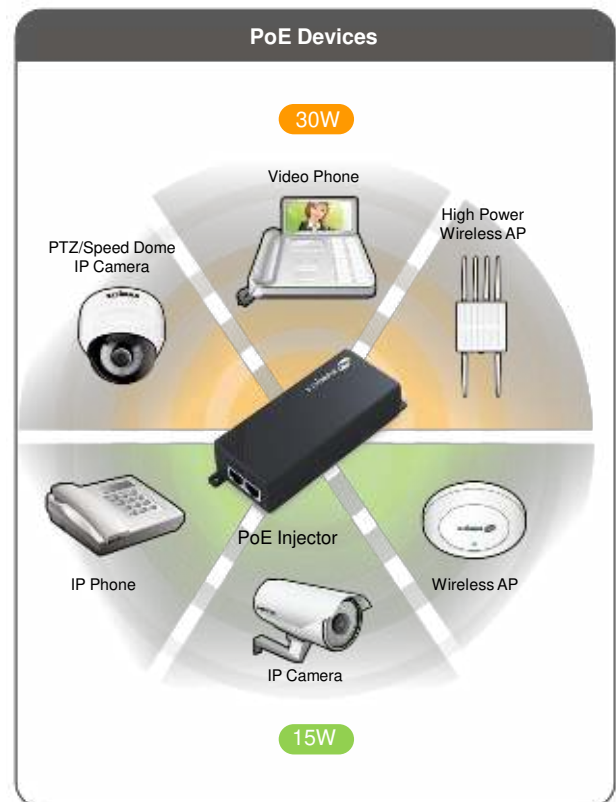 PoE Devices
30W
Video Phone
High Power
Wireless AP
PTZ/Speed Dome
IP Camera
EDIMAX
PoE Injector
IP Phone
Wireless AP
IP Camera
15W